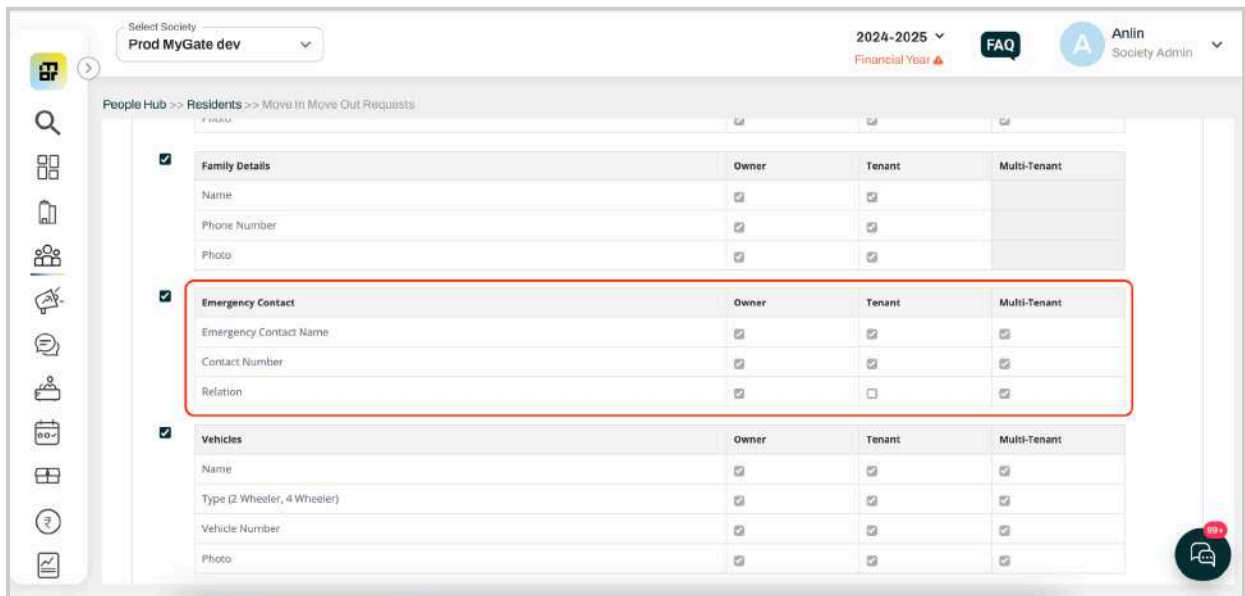 Select Society
Prod MyGate dev
2024-2025
Financial Year
FAQ
A
Anlin
Society Admin
People Hub >> Residents >> Move In Move Out Requests
Photo
Family Details Owner Tenant Multi-Tenant
Name
Phone Number
Photo
Emergency Contact Owner Tenant Multi-Tenant
Emergency Contact Name
Contact Number
Relation
Vehicles Owner Tenant Multi-Tenant
Name
Type (2 Wheeler, 4 Wheeler)
Vehicle Number
Photo
99+